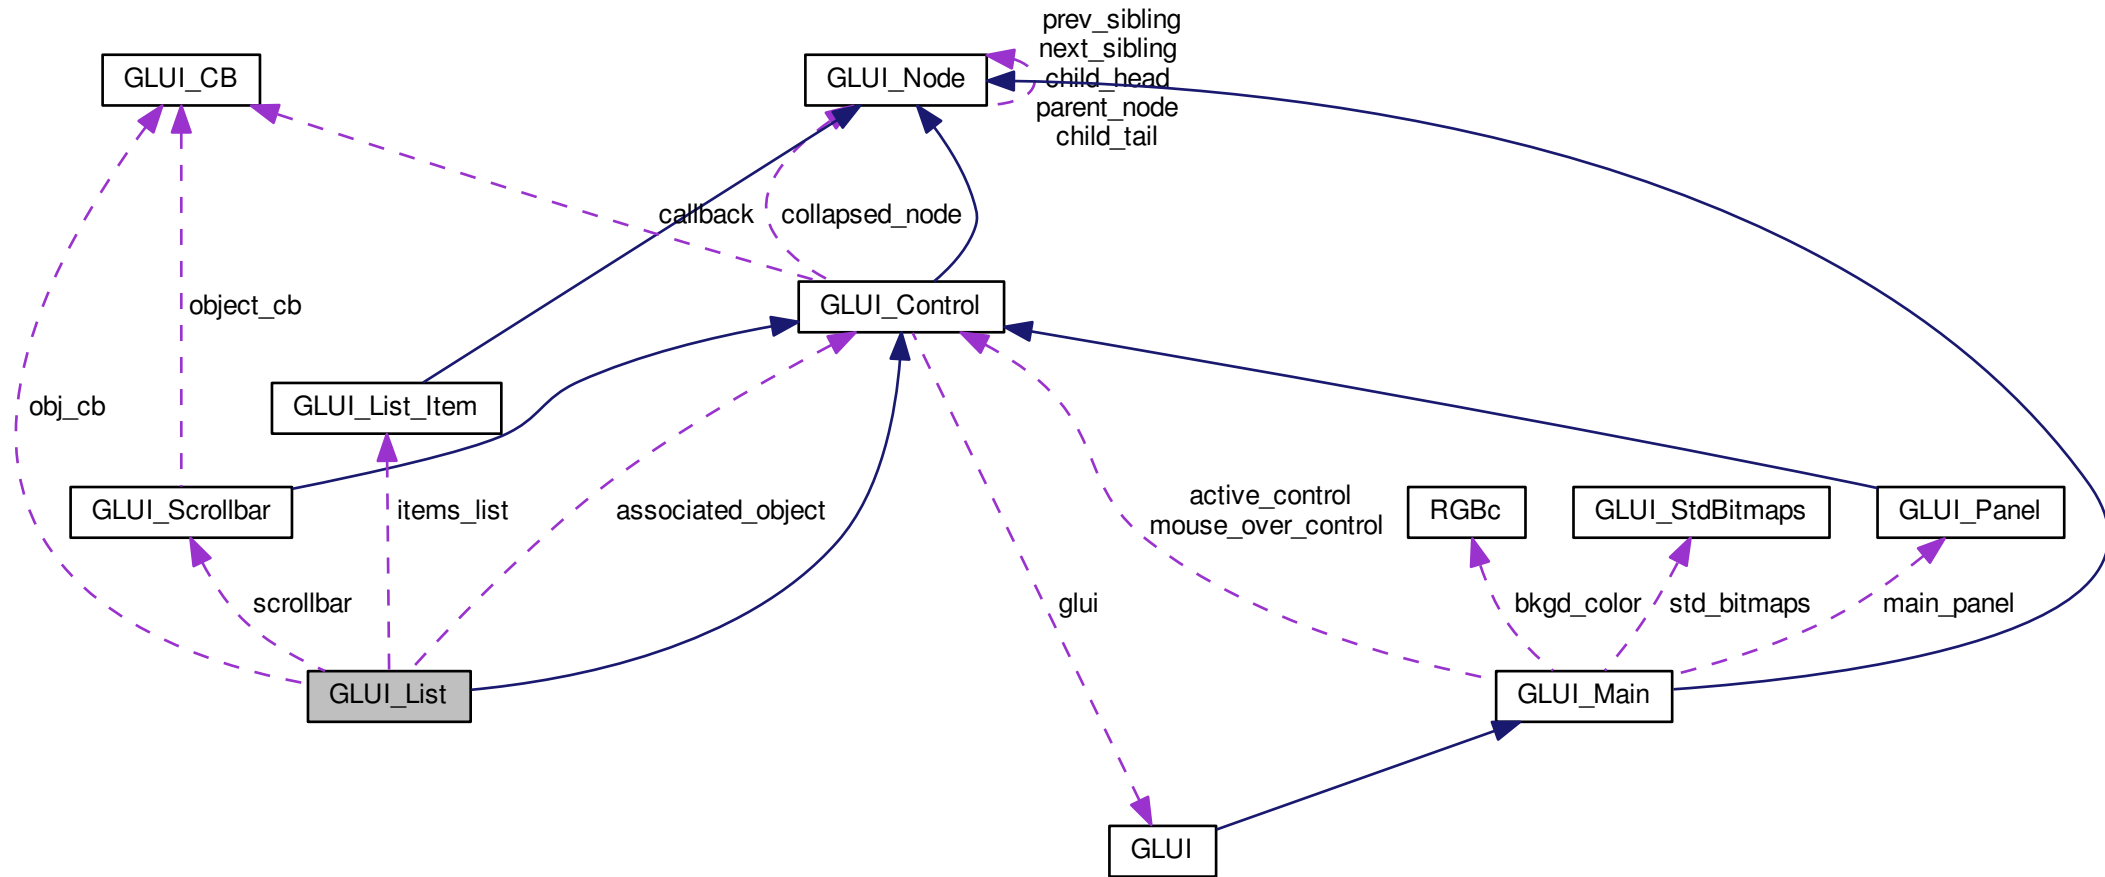 prev_sibling
next_sibling
child_head
parent_node
child_tail
GLUI_CB
GLUI_Node
callback
collapsed_node
object_cb
GLUI_Control
obj_cb
GLUI_List_Item
GLUI_Scrollbar
items_list
associated_object
active_control
mouse_over_control
RGBc
GLUI_StdBitmaps
GLUI_Panel
scrollbar
glui
bkgd_color
std_bitmaps
main_panel
GLUI_List
GLUI_Main
GLUI